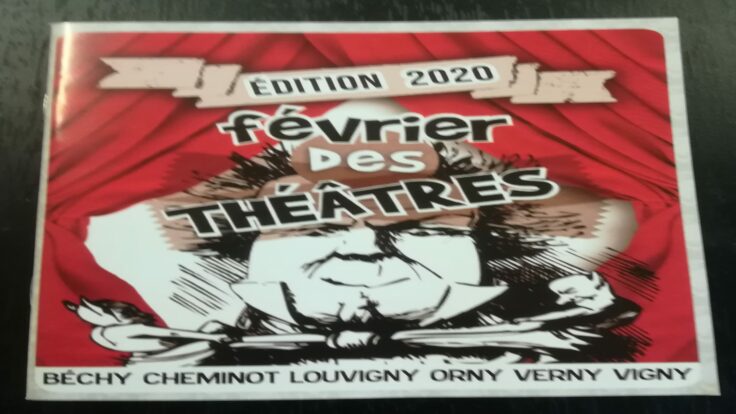 ÉDITION 2020
février
Des
THÉÂTRES
BÉCHY CHEMINOT LOUVIGNY ORNY VERNY VIGNY